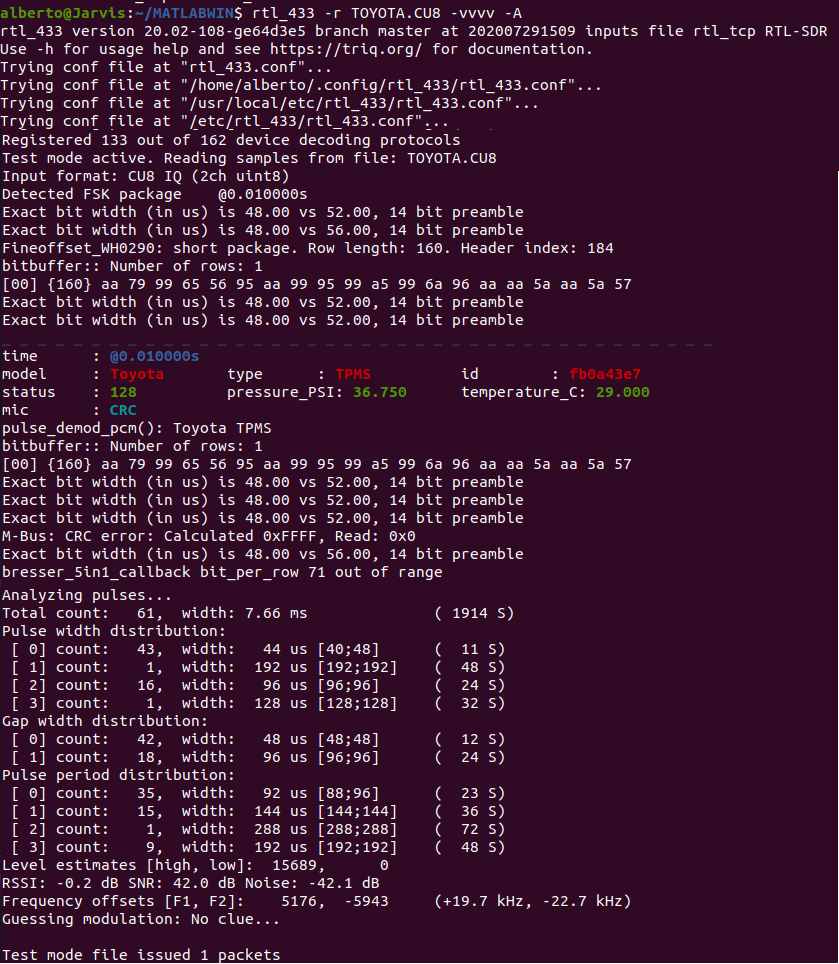 alberto@Jarvis:~/MATLABWIN$ rtl_433 -r TOYOTA.CU8 -vvvv -A
rtl_433 version 20.02-108-ge64d3e5 branch master at 202007291509 inputs file rtl_tcp RTL-SDR
Use -h for usage help and see https://triq.org/ for documentation.
Trying conf file at "rtl_433.conf"...
Trying conf file at "/home/alberto/.config/rtl_433/rtl_433.conf"...
Trying conf file at "/usr/local/etc/rtl_433/rtl_433.conf"...
Trying conf file at "/etc/rtl_433/rtl_433.conf"...
Registered 133 out of 162 device decoding protocols
Test mode active. Reading samples from file: TOYOTA.CU8
Input format: CU8 IQ (2ch uint8)
Detected FSK package    @0.010000s
Exact bit width (in us) is 48.00 vs 52.00, 14 bit preamble
Exact bit width (in us) is 48.00 vs 56.00, 14 bit preamble
Fineoffset_WH0290: short package. Row length: 160. Header index: 184
bitbuffer:: Number of rows: 1
[00] {160} aa 79 99 65 56 95 aa 99 95 99 a5 99 6a 96 aa aa 5a aa 5a 57
Exact bit width (in us) is 48.00 vs 52.00, 14 bit preamble
Exact bit width (in us) is 48.00 vs 52.00, 14 bit preamble
_ _ _ _ _ _ _ _ _ _ _ _ _ _ _ _ _ _ _ _ _ _ _ _ _ _ _ _ _ _ _ _ _ _ _ _ _ _ _ _
time      : @0.010000s
model     : Toyota       type      : TPMS          id        : fb0a43e7
status    : 128          pressure_PSI: 36.750      temperature_C: 29.000
mic       : CRC
pulse_demod_pcm(): Toyota TPMS
bitbuffer:: Number of rows: 1
[00] {160} aa 79 99 65 56 95 aa 99 95 99 a5 99 6a 96 aa aa 5a aa 5a 57
Exact bit width (in us) is 48.00 vs 52.00, 14 bit preamble
Exact bit width (in us) is 48.00 vs 52.00, 14 bit preamble
Exact bit width (in us) is 48.00 vs 52.00, 14 bit preamble
M-Bus: CRC error: Calculated 0xFFFF, Read: 0x0
Exact bit width (in us) is 48.00 vs 56.00, 14 bit preamble
bresser_5in1_callback bit_per_row 71 out of range
Analyzing pulses...
Total count:   61,  width: 7.66 ms              ( 1914 S)
Pulse width distribution:
 [ 0] count:   43,  width:   44 us [40;48]      (  11 S)
 [ 1] count:    1,  width:  192 us [192;192]    (  48 S)
 [ 2] count:   16,  width:   96 us [96;96]      (  24 S)
 [ 3] count:    1,  width:  128 us [128;128]    (  32 S)
Gap width distribution:
 [ 0] count:   42,  width:   48 us [48;48]      (  12 S)
 [ 1] count:   18,  width:   96 us [96;96]      (  24 S)
Pulse period distribution:
 [ 0] count:   35,  width:   92 us [88;96]      (  23 S)
 [ 1] count:   15,  width:  144 us [144;144]    (  36 S)
 [ 2] count:    1,  width:  288 us [288;288]    (  72 S)
 [ 3] count:    9,  width:  192 us [192;192]    (  48 S)
Level estimates [high, low]:  15689,      0
RSSI: -0.2 dB SNR: 42.0 dB Noise: -42.1 dB
Frequency offsets [F1, F2]:    5176,  -5943     (+19.7 kHz, -22.7 kHz)
Guessing modulation: No clue...
Test mode file issued 1 packets